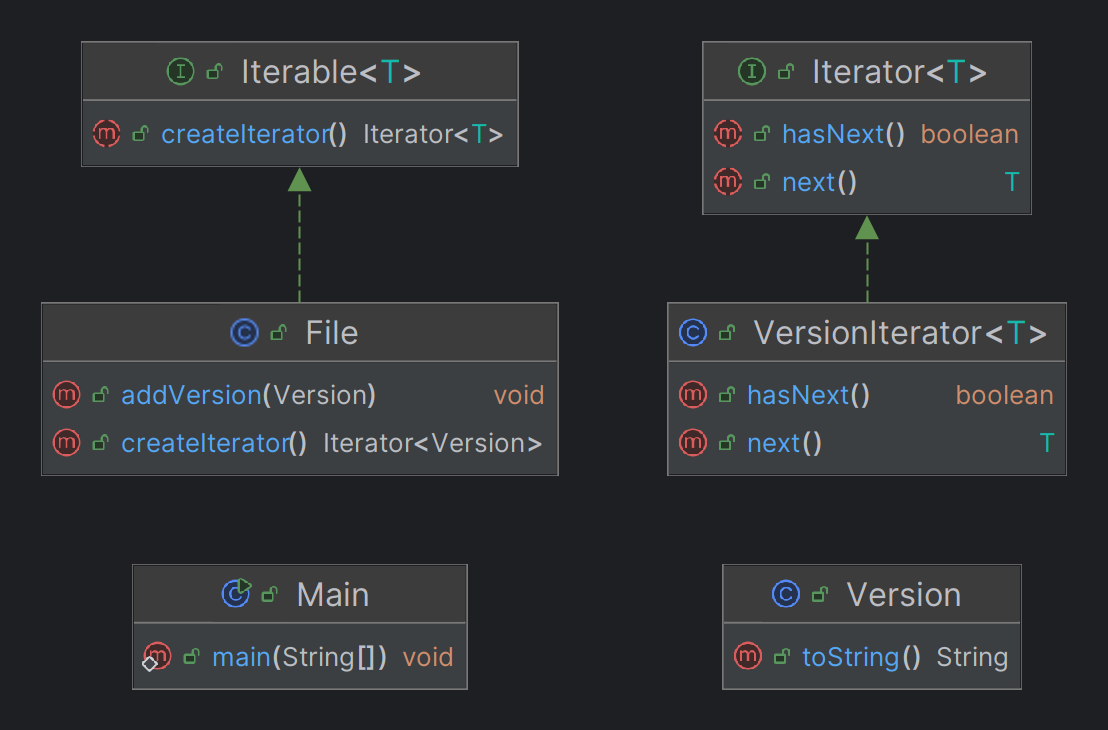 Iterable<T>
createIterator() Iterator<T>
Iterator<T>
hasNext() boolean
next() T
File
addVersion(Version) void
createIterator() Iterator<Version>
VersionIterator<T>
hasNext() boolean
next() T
Main
main(String[]) void
Version
toString() String